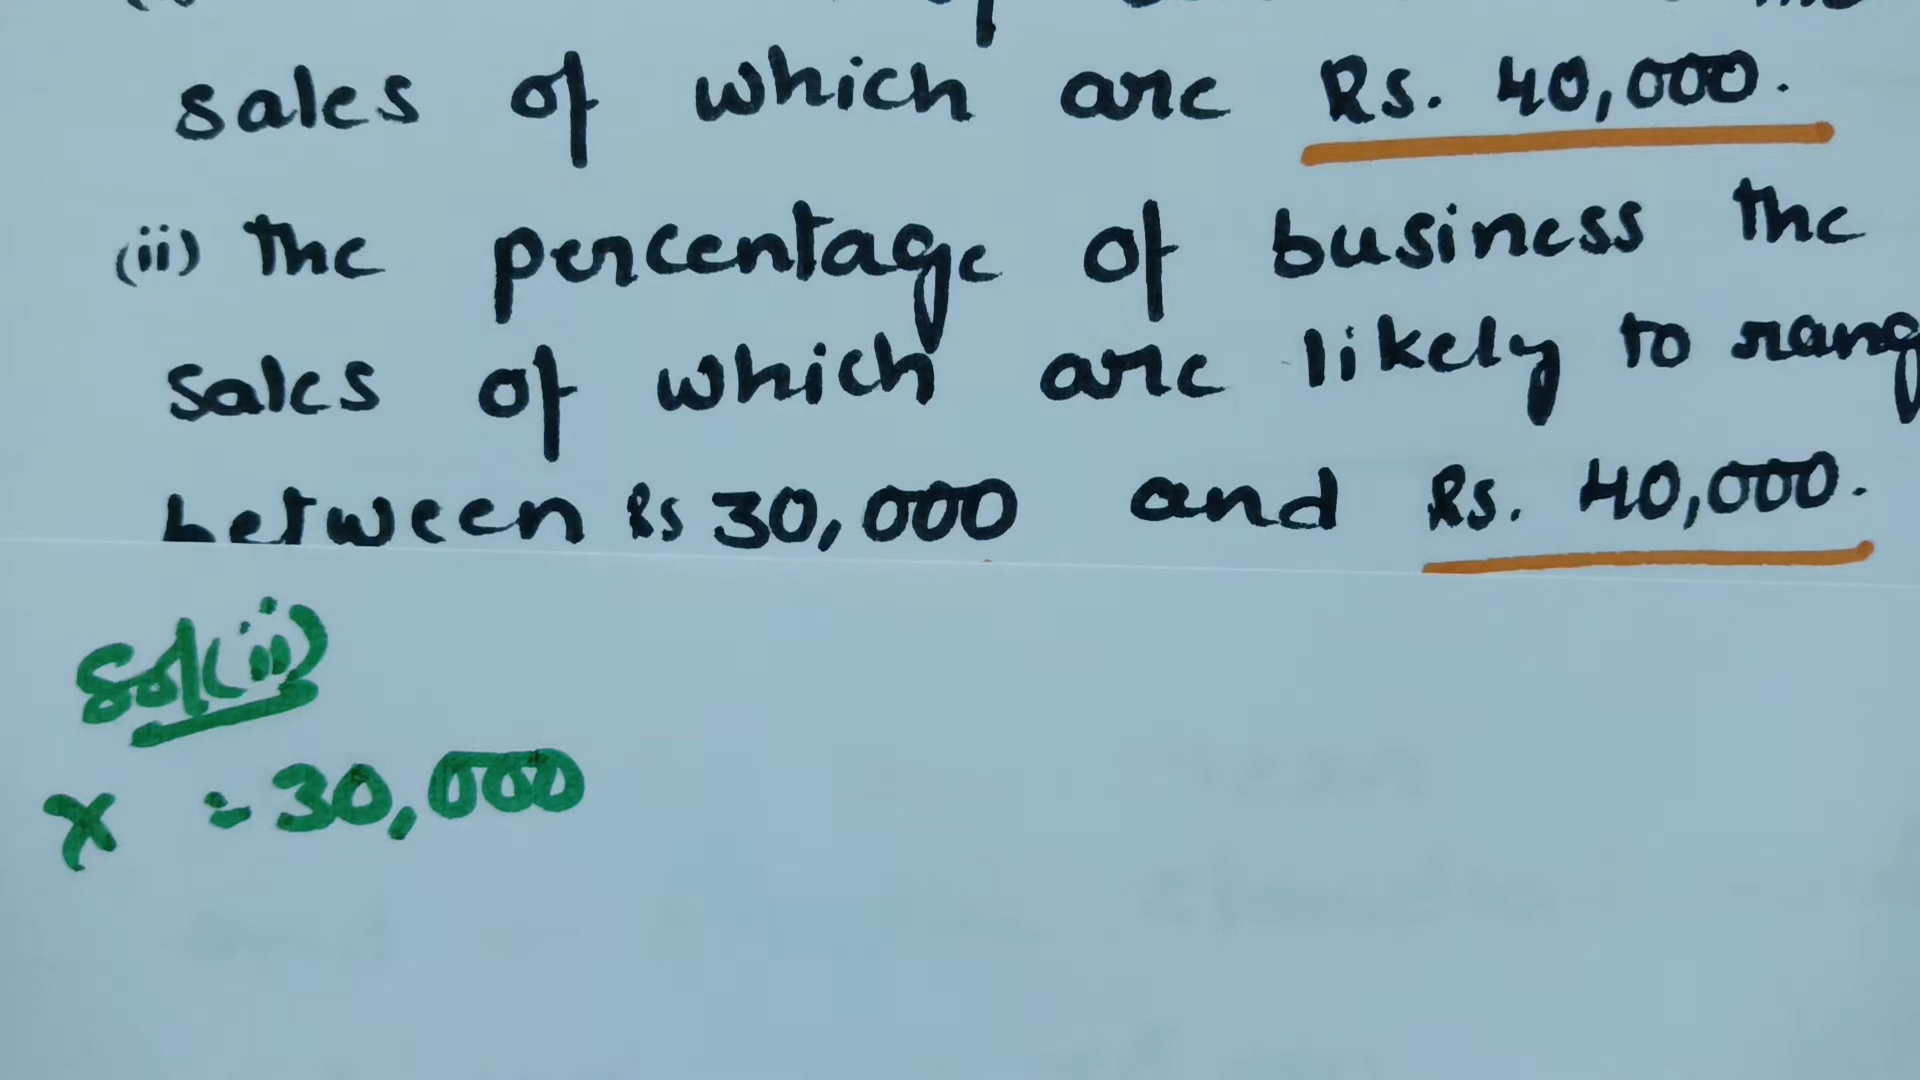 sales of which are Rs. 40,000.
(ii) The percentage of business the
sales of which are likely to rang
between Rs 30,000 and Rs. 40,000.
Sol(ii)
x = 30,000